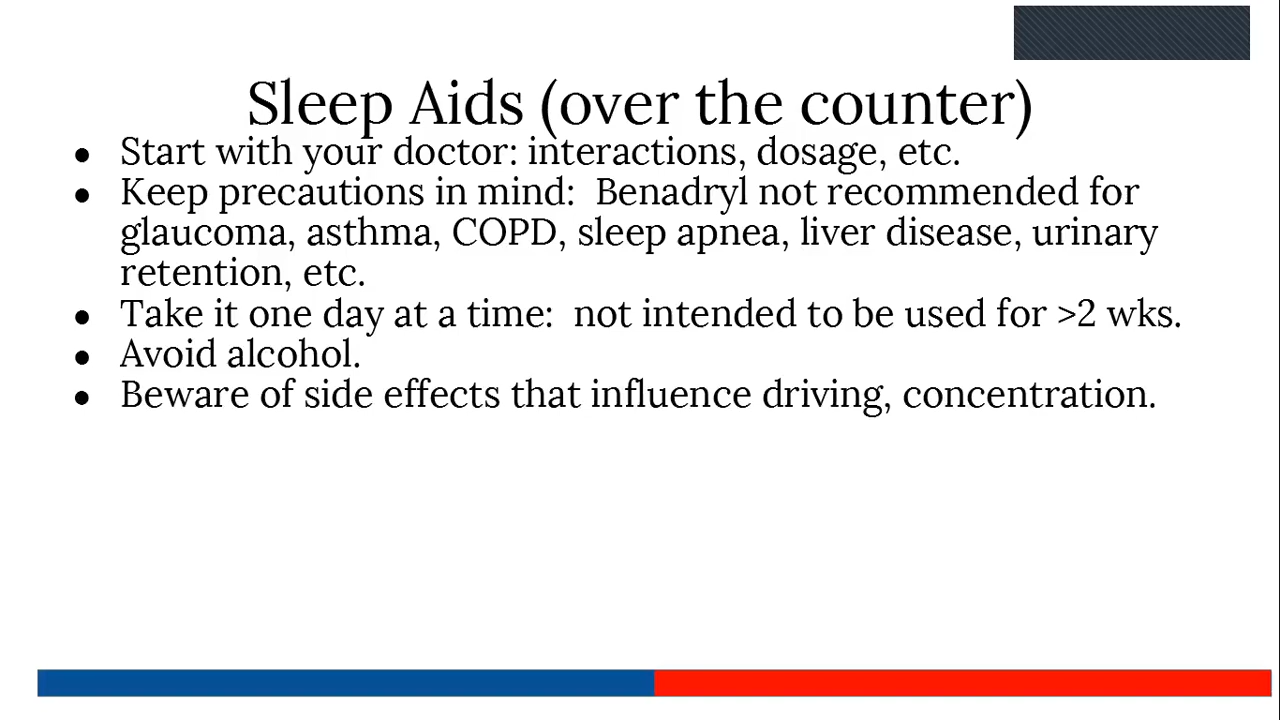 Sleep Aids (over the counter)
● Start with your doctor: interactions, dosage, etc.
● Keep precautions in mind:  Benadryl not recommended for
glaucoma, asthma, COPD, sleep apnea, liver disease, urinary
retention, etc.
● Take it one day at a time:  not intended to be used for >2 wks.
● Avoid alcohol.
● Beware of side effects that influence driving, concentration.